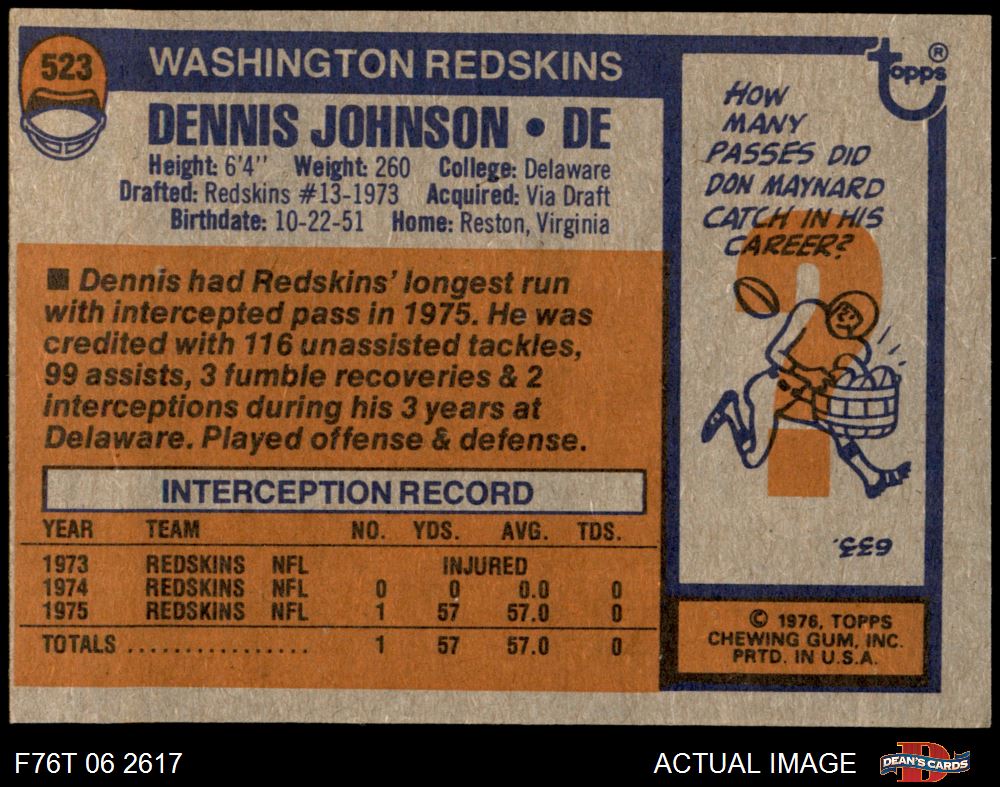 523
WASHINGTON REDSKINS
DENNIS JOHNSON • DE
Height: 6'4" Weight: 260 College: Delaware
Drafted: Redskins #13-1973 Acquired: Via Draft
Birthdate: 10-22-51 Home: Reston, Virginia
■ Dennis had Redskins' longest run
with intercepted pass in 1975. He was
credited with 116 unassisted tackles,
99 assists, 3 fumble recoveries & 2
interceptions during his 3 years at
Delaware. Played offense & defense.
INTERCEPTION RECORD
YEAR TEAM NO. YDS. AVG. TDS.
1973 REDSKINS NFL INJURED
1974 REDSKINS NFL 0 0 0.0 0
1975 REDSKINS NFL 1 57 57.0 0
TOTALS ................ 1 57 57.0 0
topps®
HOW
MANY
PASSES DID
DON MAYNARD
CATCH IN HIS
CAREER?
?
633.
© 1976, TOPPS
CHEWING GUM, INC.
PRTD. IN U.S.A.
F76T 06 2617
ACTUAL IMAGE
D
DEAN'S CARDS